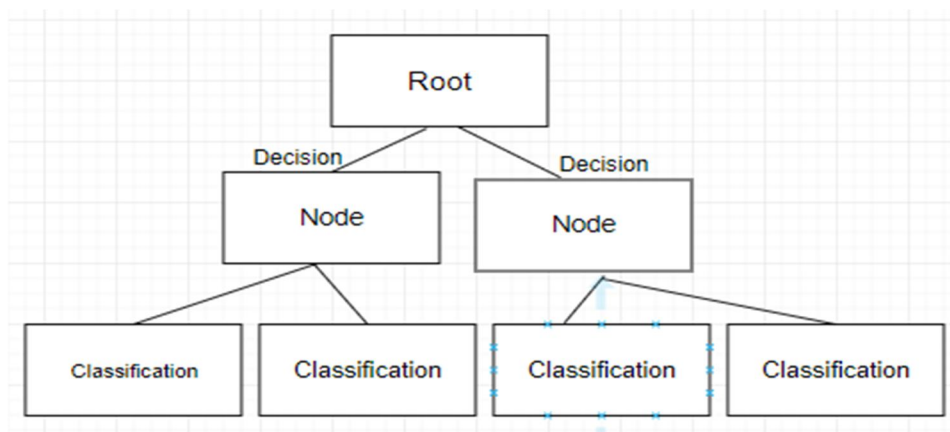 Root
Decision
Decision
Node
Node
Classification
Classification
Classification
Classification